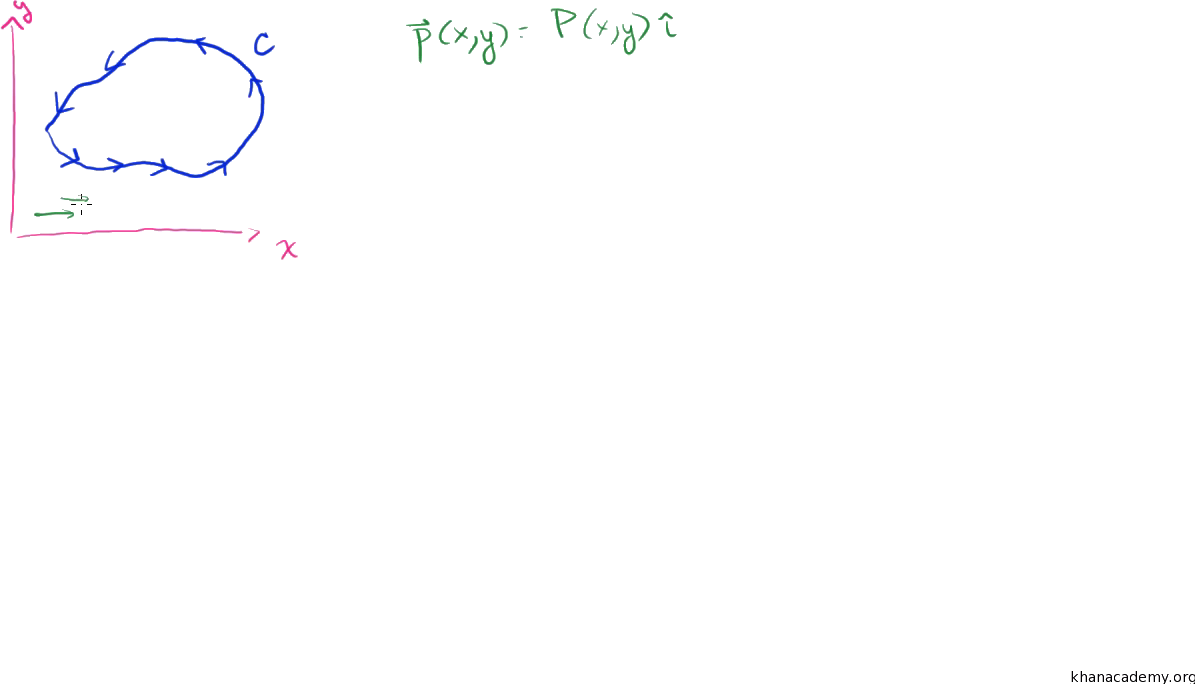 y
C
p⃗(x,y) = P(x,y) î
x
khanacademy.org